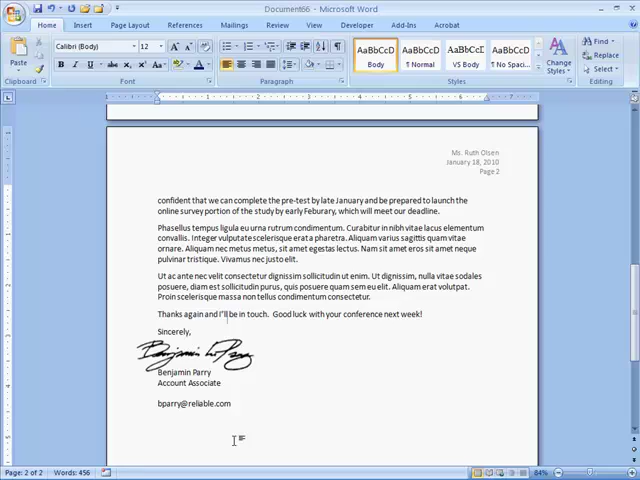 Document66 - Microsoft Word
Home Insert Page Layout References Mailings Review View Developer Add-Ins Acrobat
Calibri (Body) 12
AaBbCcD AaBbCcD AaBbCcD AaBbCcD
Paste
Body ¶ Normal VS Body ¶ No Spaci...
Change Styles
Find
Replace
Select
Clipboard Font Paragraph Styles Editing
Ms. Ruth Olsen
January 18, 2010
Page 2
confident that we can complete the pre-test by late January and be prepared to launch the
online survey portion of the study by early Feburary, which will meet our deadline.
Phasellus tempus ligula eu urna rutrum condimentum. Curabitur in nibh vitae lacus elementum
convallis. Integer vulputate scelerisque erat a pharetra. Aliquam varius sagittis quam vitae
ornare. Aliquam nec metus metus, sit amet egestas lectus. Nam sit amet eros sit amet neque
pulvinar tristique. Vivamus nec justo elit.
Ut ac ante nec velit consectetur dignissim sollicitudin ut enim. Ut dignissim, nulla vitae sodales
posuere, diam est sollicitudin purus, quis posuere quam sem eu elit. Aliquam erat volutpat.
Proin scelerisque massa non tellus condimentum consectetur.
Thanks again and I'll be in touch. Good luck with your conference next week!
Sincerely,
Benjamin Parry
Account Associate
bparry@reliable.com
Page: 2 of 2 Words: 456 84%